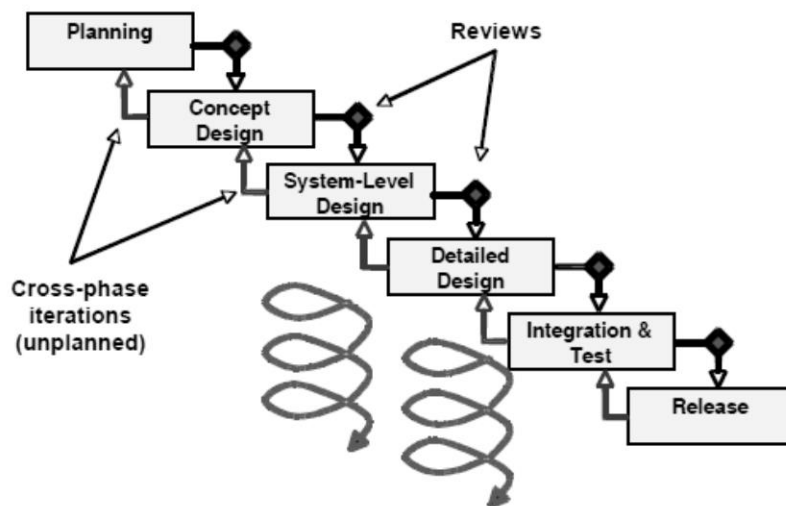 Planning
Reviews
Concept
Design
System-Level
Design
Detailed
Design
Cross-phase
iterations
(unplanned)
Integration &
Test
Release